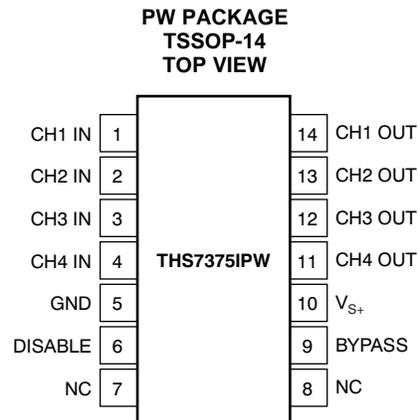 PW PACKAGE
TSSOP-14
TOP VIEW
CH1 IN 1 14 CH1 OUT
CH2 IN 2 13 CH2 OUT
CH3 IN 3 12 CH3 OUT
CH4 IN 4 THS7375IPW 11 CH4 OUT
GND 5 10 VS+
DISABLE 6 9 BYPASS
NC 7 8 NC